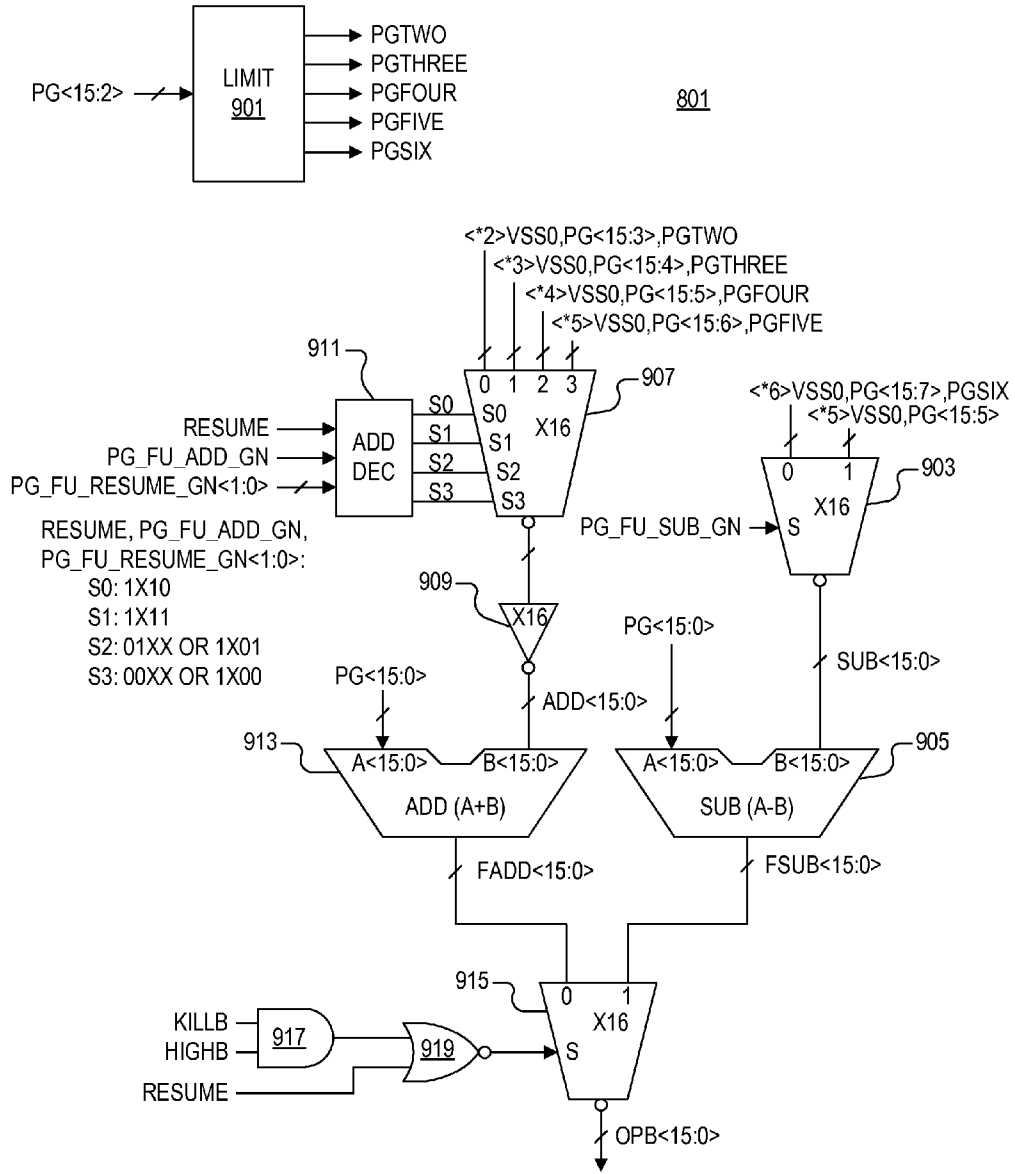 PGTWO
PGTHREE
PG<15:2>
LIMIT
901
PGFOUR
PGFIVE
PGSIX
801
<*2>VSS0,PG<15:3>,PGTWO
<*3>VSS0,PG<15:4>,PGTHREE
<*4>VSS0,PG<15:5>,PGFOUR
<*5>VSS0,PG<15:6>,PGFIVE
911
0 1 2 3
907
<*6>VSS0,PG<15:7>,PGSIX
<*5>VSS0,PG<15:5>
RESUME
PG_FU_ADD_GN
PG_FU_RESUME_GN<1:0>
ADD
DEC
S0
S1
S2
S3
S0
S1
S2
S3
X16
0 1
903
X16
PG_FU_SUB_GN
S
RESUME, PG_FU_ADD_GN,
PG_FU_RESUME_GN<1:0>:
S0: 1X10
S1: 1X11
S2: 01XX OR 1X01
S3: 00XX OR 1X00
909
X16
PG<15:0>
SUB<15:0>
PG<15:0>
ADD<15:0>
913
A<15:0>
B<15:0>
ADD (A+B)
A<15:0>
B<15:0>
905
SUB (A-B)
FADD<15:0>
FSUB<15:0>
915
0 1
X16
S
KILLB
HIGHB
917
919
RESUME
OPB<15:0>